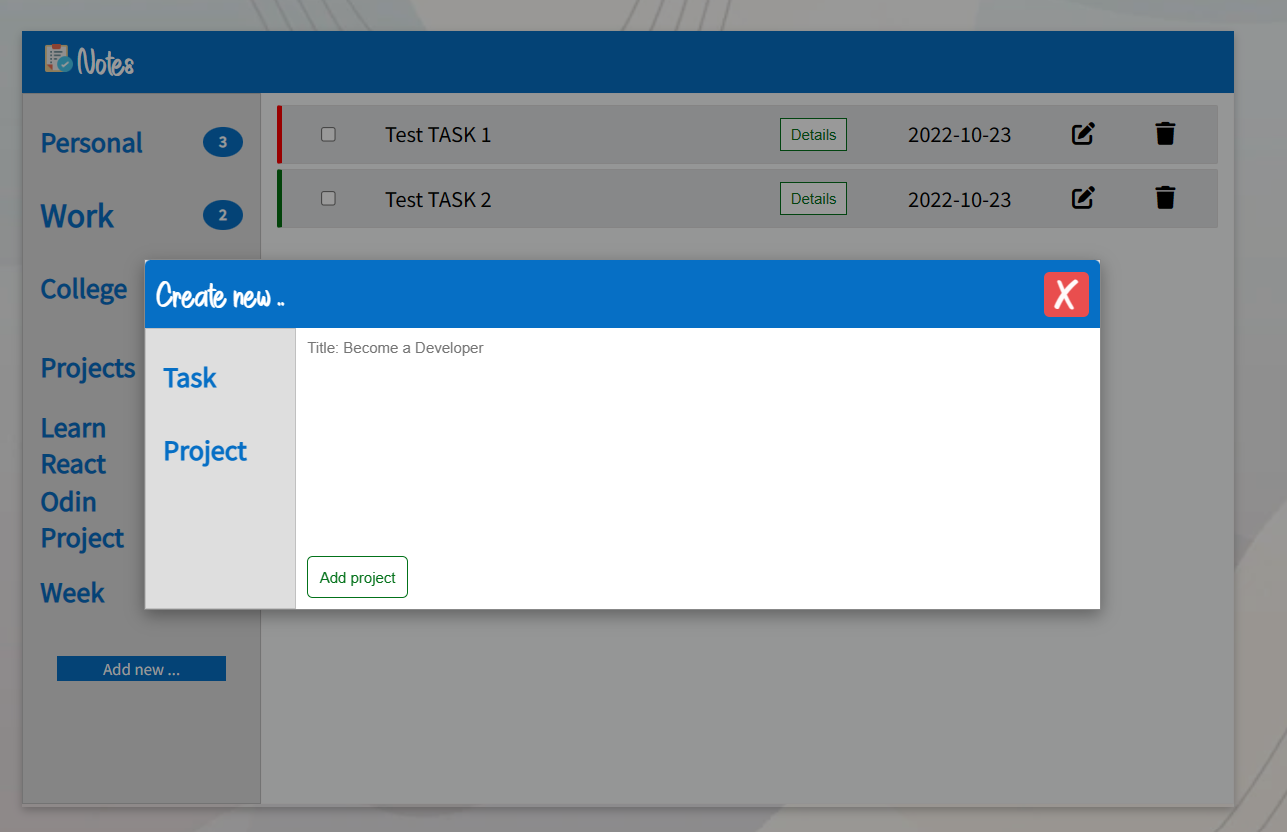 Notes
Personal 3
Work 2
College
Projects
Learn
React
Odin
Project
Week
Add new ...
Test TASK 1 Details 2022-10-23
Test TASK 2 Details 2022-10-23
Create new ..
X
Task
Project
Title: Become a Developer
Add project